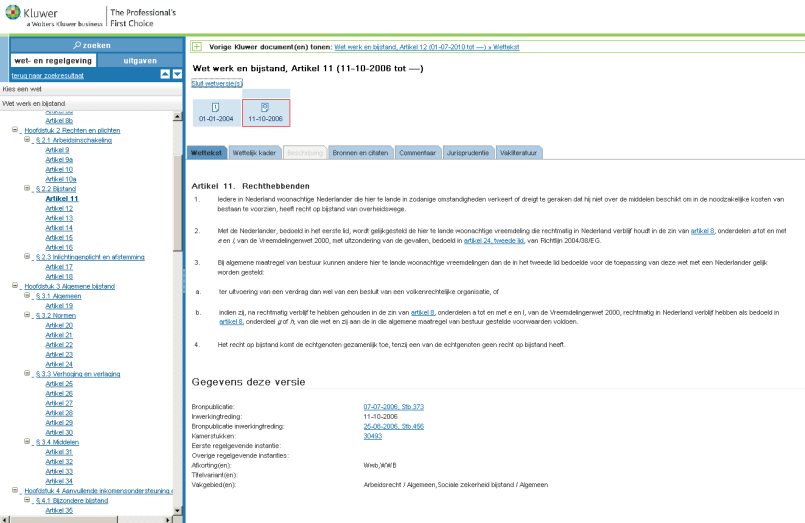 Kluwer
a Wolters Kluwer business
The Professional's
First Choice
zoeken
wet- en regelgeving
uitgaven
terug naar zoekresultaat
Kies een wet
Wet werk en bijstand
Artikel 8b
Hoofdstuk 2 Rechten en plichten
§ 2.1 Arbeidsinschakeling
Artikel 9
Artikel 9a
Artikel 10
Artikel 10a
§ 2.2 Bijstand
Artikel 11
Artikel 12
Artikel 13
Artikel 14
Artikel 15
Artikel 16
§ 2.3 Inlichtingenplicht en afstemming
Artikel 17
Artikel 18
Hoofdstuk 3 Algemene bijstand
§ 3.1 Algemeen
Artikel 19
§ 3.2 Normen
Artikel 20
Artikel 21
Artikel 22
Artikel 23
Artikel 24
§ 3.3 Verhoging en verlaging
Artikel 25
Artikel 26
Artikel 27
Artikel 28
Artikel 29
Artikel 30
§ 3.4 Middelen
Artikel 31
Artikel 32
Artikel 33
Artikel 34
Hoofdstuk 4 Aanvullende inkomensondersteuning
§ 4.1 Bijzondere bijstand
Artikel 35
Vorige Kluwer document(en) tonen: Wet werk en bijstand, Artikel 12 (01-07-2010 tot —) » Wettekst
Wet werk en bijstand, Artikel 11 (11-10-2006 tot —)
Sluit wetversie(s)
01-01-2004
11-10-2006
Wettekst
Wettelijk kader
Beschrijving
Bronnen en citaten
Commentaar
Jurisprudentie
Vakliteratuur
Artikel 11. Rechthebbenden
1. Iedere in Nederland woonachtige Nederlander die hier te lande in zodanige omstandigheden verkeert of dreigt te geraken dat hij niet over de middelen beschikt om in de noodzakelijke kosten van
bestaan te voorzien, heeft recht op bijstand van overheidswege.
2. Met de Nederlander, bedoeld in het eerste lid, wordt gelijkgesteld de hier te lande woonachtige vreemdeling die rechtmatig in Nederland verblijf houdt in de zin van artikel 8, onderdelen a tot en met
e en l, van de Vreemdelingenwet 2000, met uitzondering van de gevallen, bedoeld in artikel 24, tweede lid, van Richtlijn 2004/38/EG.
3. Bij algemene maatregel van bestuur kunnen andere hier te lande woonachtige vreemdelingen dan de in het tweede lid bedoelde voor de toepassing van deze wet met een Nederlander gelijk
worden gesteld:
a. ter uitvoering van een verdrag dan wel van een besluit van een volkenrechtelijke organisatie, of
b. indien zij, na rechtmatig verblijf te hebben gehouden in de zin van artikel 8, onderdelen a tot en met e en l, van de Vreemdelingenwet 2000, rechtmatig in Nederland verblijf hebben als bedoeld in
artikel 8, onderdeel g of h, van die wet en zij aan de in die algemene maatregel van bestuur gestelde voorwaarden voldoen.
4. Het recht op bijstand komt de echtgenoten gezamenlijk toe, tenzij een van de echtgenoten geen recht op bijstand heeft.
Gegevens deze versie
Bronpublicatie: 07-07-2006, Stb.373
Inwerkingtreding: 11-10-2006
Bronpublicatie inwerkingtreding: 25-08-2006, Stb.456
Kamerstukken: 30493
Eerste regelgevende instantie:
Overige regelgevende instanties:
Afkorting(en): Wwb,WWB
Titelvariant(en):
Vakgebied(en): Arbeidsrecht / Algemeen,Sociale zekerheid bijstand / Algemeen